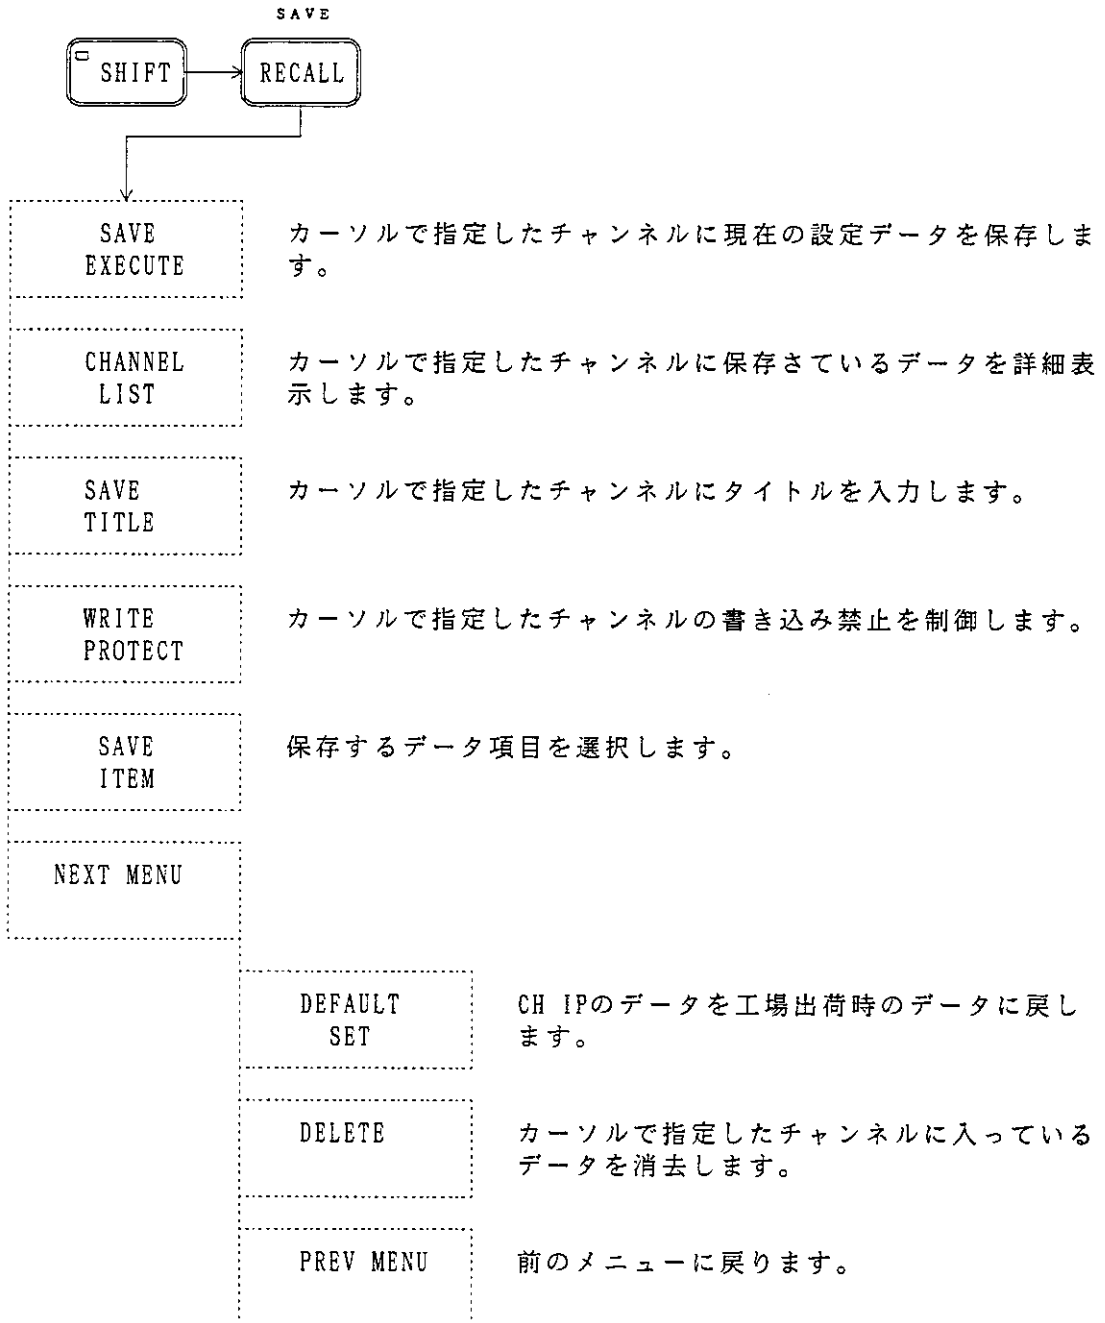 SAVE
SHIFT RECALL
SAVE カーソルで指定したチャンネルに現在の設定データを保存しま
EXECUTE す。
CHANNEL カーソルで指定したチャンネルに保存さているデータを詳細表
LIST 示します。
SAVE カーソルで指定したチャンネルにタイトルを入力します。
TITLE
WRITE カーソルで指定したチャンネルの書き込み禁止を制御します。
PROTECT
SAVE 保存するデータ項目を選択します。
ITEM
NEXT MENU
DEFAULT CH IPのデータを工場出荷時のデータに戻し
SET ます。
DELETE カーソルで指定したチャンネルに入っている
データを消去します。
PREV MENU 前のメニューに戻ります。